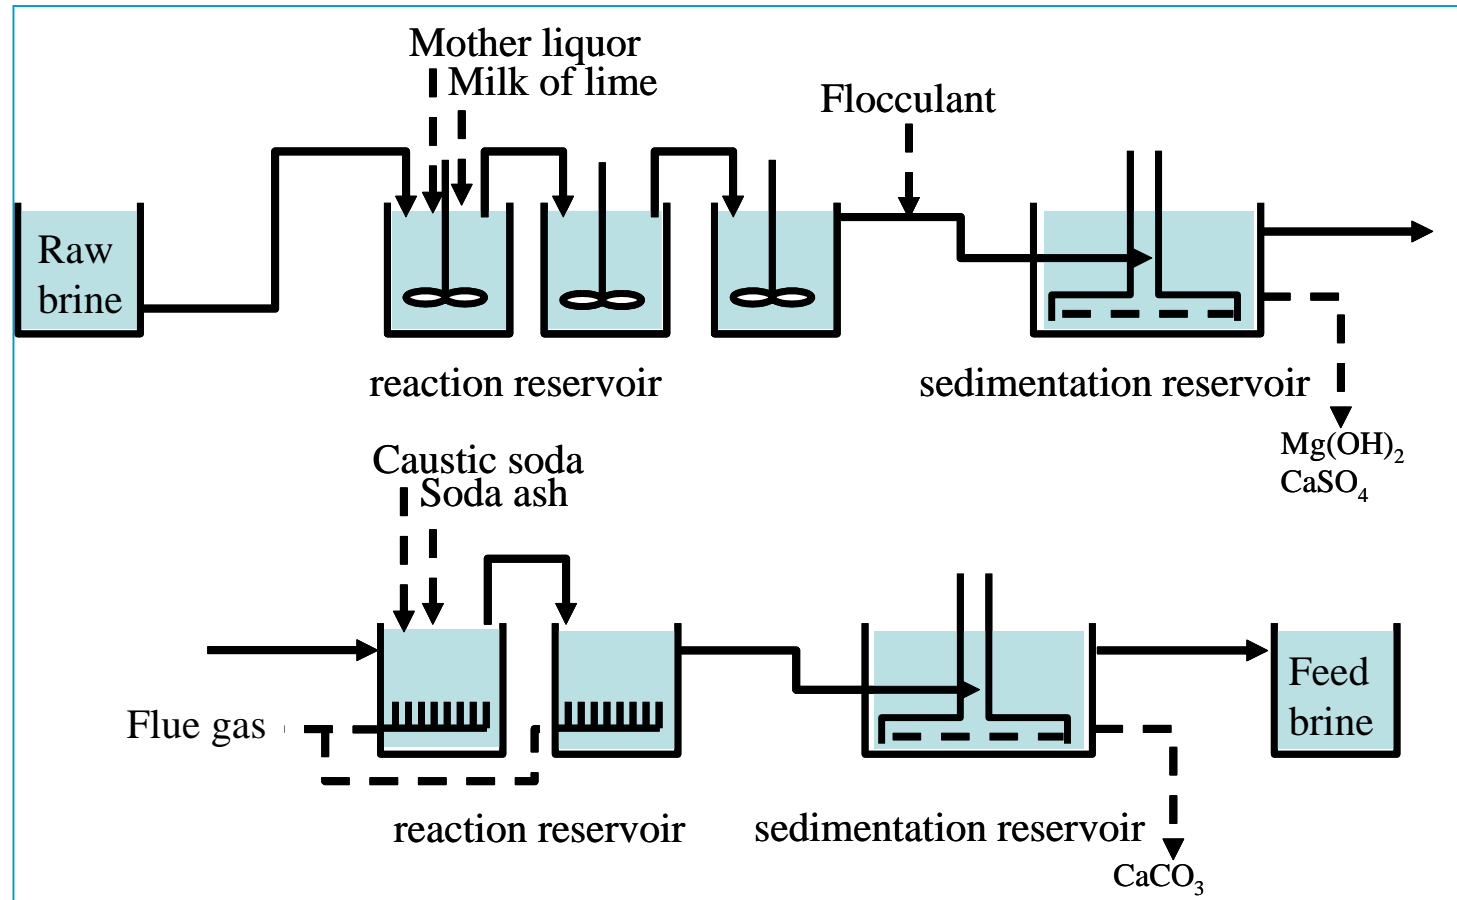 Mother liquor
Milk of lime
Flocculant
Raw
brine
reaction reservoir
sedimentation reservoir
Mg(OH)₂
CaSO₄
Caustic soda
Soda ash
Flue gas
Feed
brine
reaction reservoir
sedimentation reservoir
CaCO₃